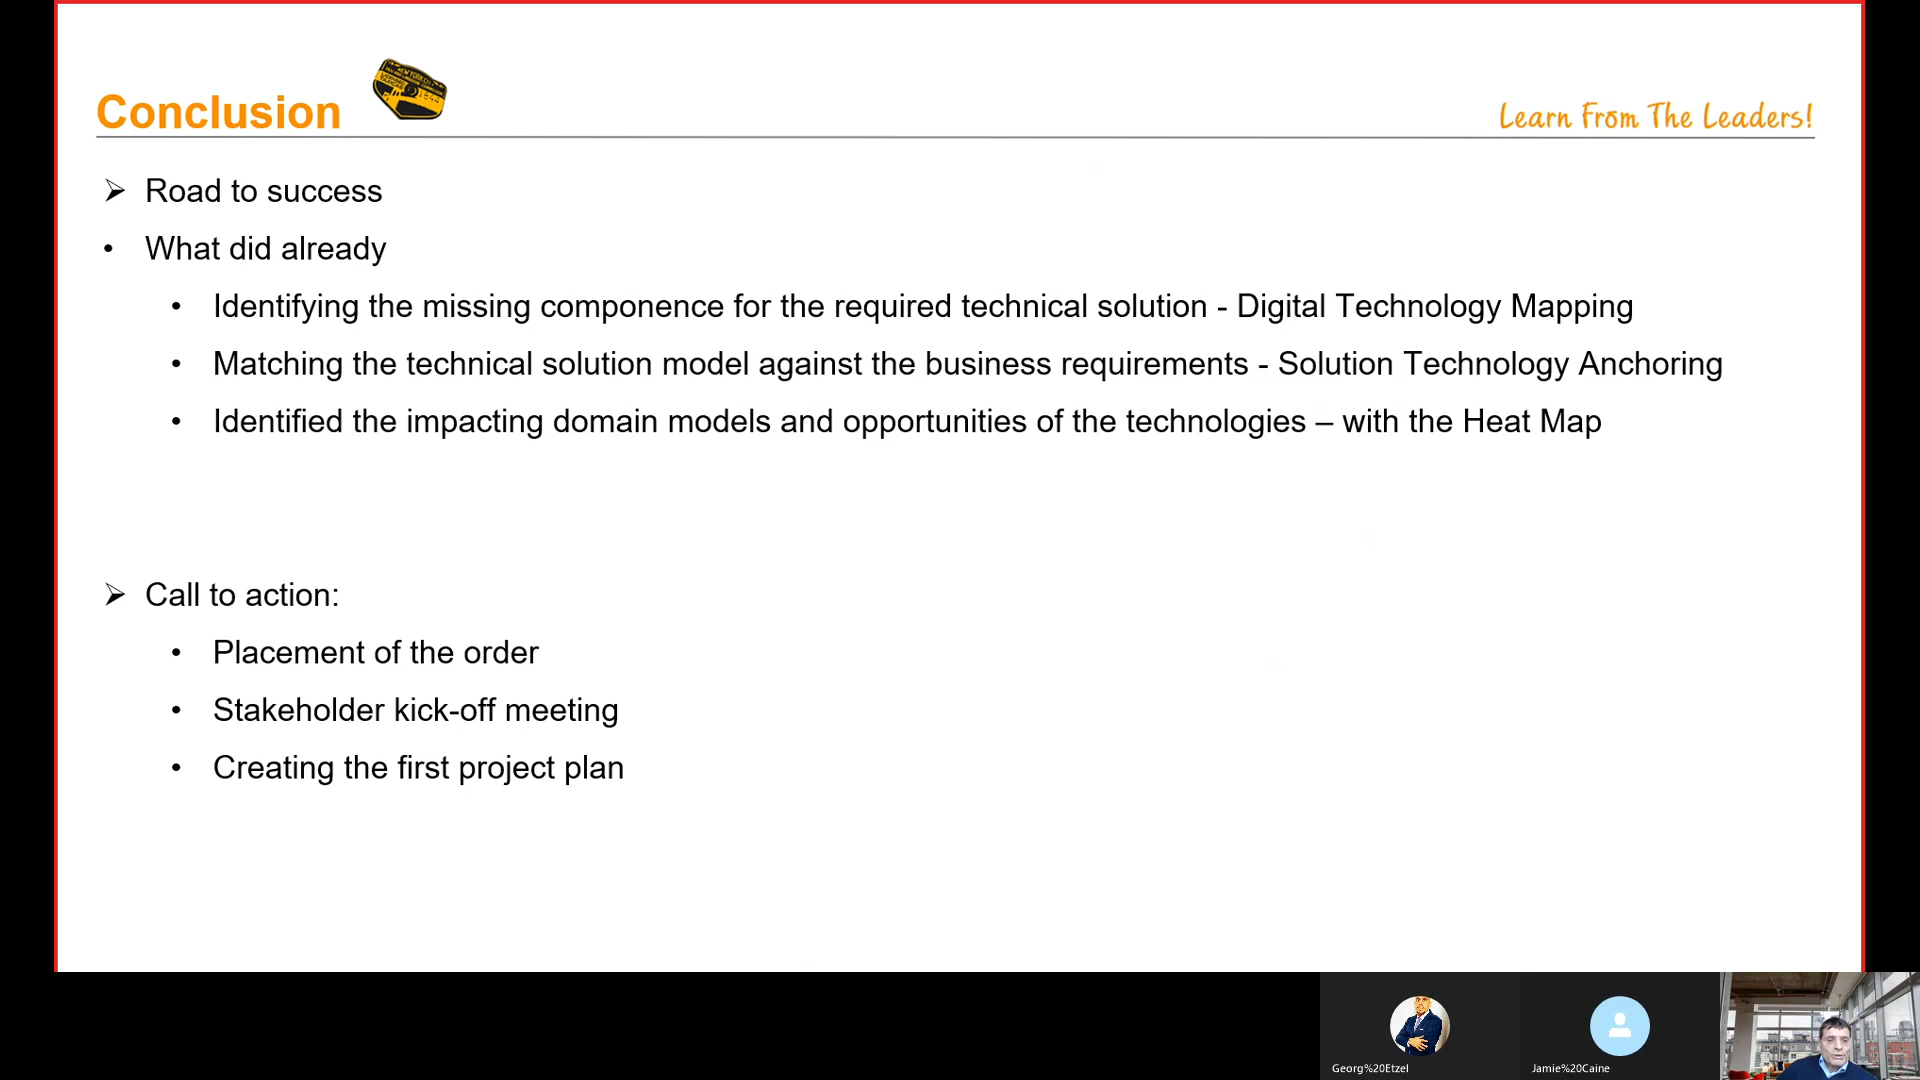 Conclusion
Learn From The Leaders!
Road to success
What did already
Identifying the missing componence for the required technical solution - Digital Technology Mapping
Matching the technical solution model against the business requirements - Solution Technology Anchoring
Identified the impacting domain models and opportunities of the technologies – with the Heat Map
Call to action:
Placement of the order
Stakeholder kick-off meeting
Creating the first project plan
Georg%20Etzel
Jamie%20Caine